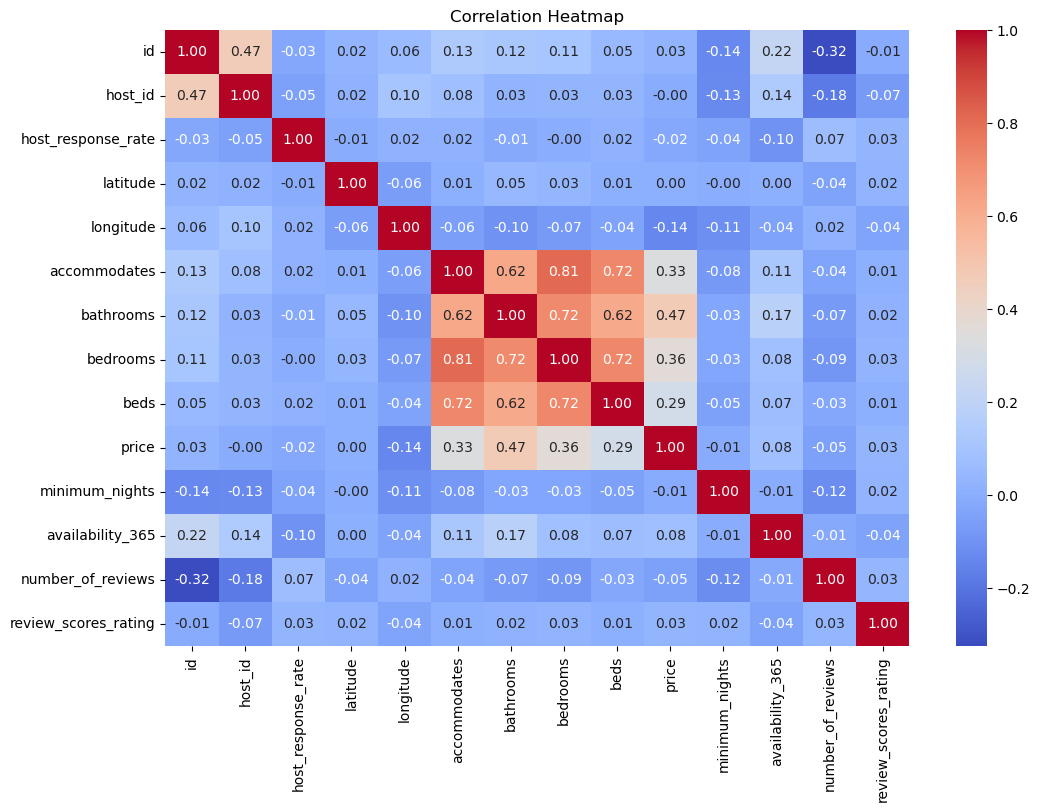 Correlation Heatmap
id 1.00 0.47 -0.03 0.02 0.06 0.13 0.12 0.11 0.05 0.03 -0.14 0.22 -0.32 -0.01
host_id 0.47 1.00 -0.05 0.02 0.10 0.08 0.03 0.03 0.03 -0.00 -0.13 0.14 -0.18 -0.07
host_response_rate -0.03 -0.05 1.00 -0.01 0.02 0.02 -0.01 -0.00 0.02 -0.02 -0.04 -0.10 0.07 0.03
latitude 0.02 0.02 -0.01 1.00 -0.06 0.01 0.05 0.03 0.01 0.00 -0.00 0.00 -0.04 0.02
longitude 0.06 0.10 0.02 -0.06 1.00 -0.06 -0.10 -0.07 -0.04 -0.14 -0.11 -0.04 0.02 -0.04
accommodates 0.13 0.08 0.02 0.01 -0.06 1.00 0.62 0.81 0.72 0.33 -0.08 0.11 -0.04 0.01
bathrooms 0.12 0.03 -0.01 0.05 -0.10 0.62 1.00 0.72 0.62 0.47 -0.03 0.17 -0.07 0.02
bedrooms 0.11 0.03 -0.00 0.03 -0.07 0.81 0.72 1.00 0.72 0.36 -0.03 0.08 -0.09 0.03
beds 0.05 0.03 0.02 0.01 -0.04 0.72 0.62 0.72 1.00 0.29 -0.05 0.07 -0.03 0.01
price 0.03 -0.00 -0.02 0.00 -0.14 0.33 0.47 0.36 0.29 1.00 -0.01 0.08 -0.05 0.03
minimum_nights -0.14 -0.13 -0.04 -0.00 -0.11 -0.08 -0.03 -0.03 -0.05 -0.01 1.00 -0.01 -0.12 0.02
availability_365 0.22 0.14 -0.10 0.00 -0.04 0.11 0.17 0.08 0.07 0.08 -0.01 1.00 -0.01 -0.04
number_of_reviews -0.32 -0.18 0.07 -0.04 0.02 -0.04 -0.07 -0.09 -0.03 -0.05 -0.12 -0.01 1.00 0.03
review_scores_rating -0.01 -0.07 0.03 0.02 -0.04 0.01 0.02 0.03 0.01 0.03 0.02 -0.04 0.03 1.00
id
host_id
host_response_rate
latitude
longitude
accommodates
bathrooms
bedrooms
beds
price
minimum_nights
availability_365
number_of_reviews
review_scores_rating
1.0
0.8
0.6
0.4
0.2
0.0
−0.2